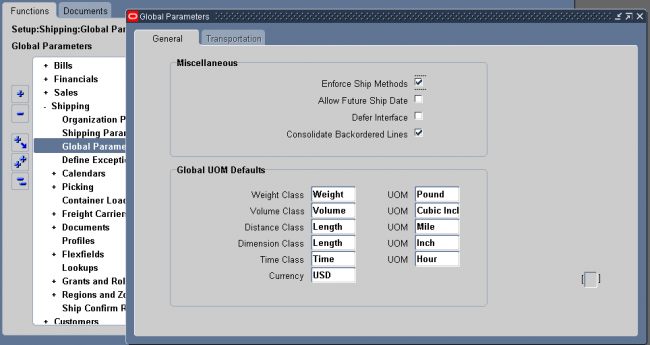 Functions
Documents
Setup:Shipping:Global Par
Global Parameters
+ Bills
+ Financials
+ Sales
- Shipping
Organization P
Shipping Para
Global Parame
Define Excepti
+ Calendars
+ Picking
Container Load
+ Freight Carriers
+ Documents
Profiles
+ Flexfields
Lookups
+ Grants and Rol
+ Regions and Zo
Ship Confirm R
+ Customers
Global Parameters
General
Transportation
Miscellaneous
Enforce Ship Methods
Allow Future Ship Date
Defer Interface
Consolidate Backordered Lines
Global UOM Defaults
Weight Class Weight UOM Pound
Volume Class Volume UOM Cubic Incl
Distance Class Length UOM Mile
Dimension Class Length UOM Inch
Time Class Time UOM Hour
Currency USD
[ ]